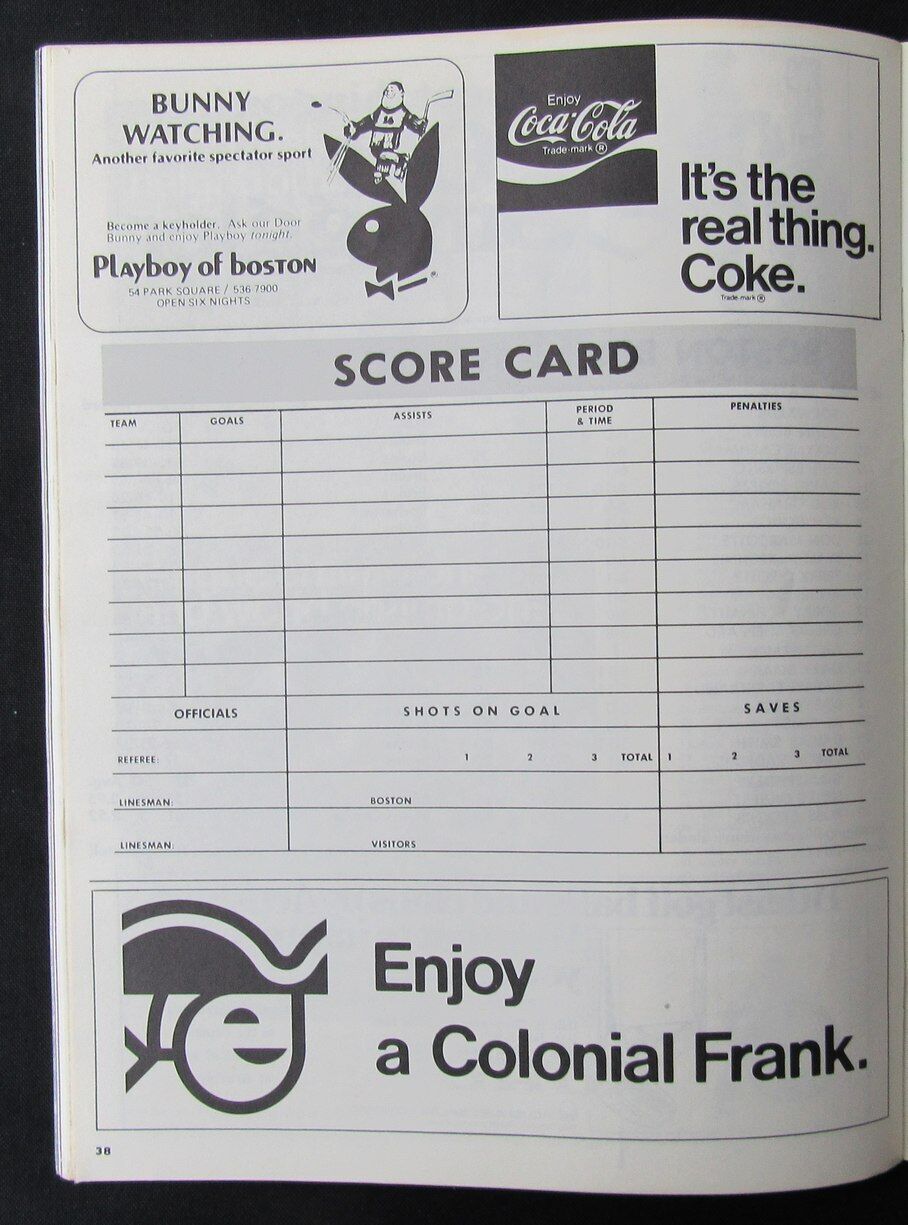 BUNNY
WATCHING.
Another favorite spectator sport
14
Become a keyholder. Ask our Door
Bunny and enjoy Playboy tonight.
Playboy of boston
54 PARK SQUARE / 536 7900
OPEN SIX NIGHTS
®
Enjoy
Coca-Cola
Trade-mark ®
It's the
real thing.
Coke.
Trade-mark ®
SCORE CARD
TEAM GOALS ASSISTS PERIOD & TIME PENALTIES
OFFICIALS SHOTS ON GOAL SAVES
REFEREE: 1 2 3 TOTAL 1 2 3 TOTAL
LINESMAN: BOSTON
LINESMAN: VISITORS
Enjoy
a Colonial Frank.
38